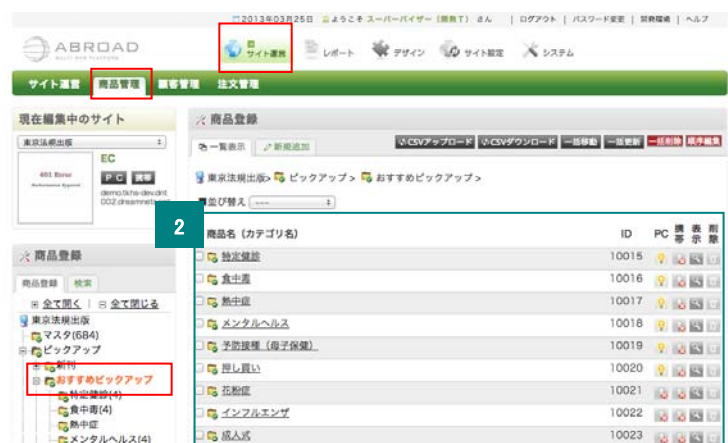 2013年03月25日 ようこそ スーパーバイザー（開発T） さん | ログアウト | パスワード変更 | 開発環境 | ヘルプ
ABROAD
サイト運営 レポート デザイン サイト設定 システム
サイト運営 商品管理 顧客管理 注文管理
現在編集中のサイト
東京法規出版
EC
401 Error
PC 携帯
商品登録
一覧表示 新規追加
CSVアップロード CSVダウンロード 一括移動 一括更新 一括削除 順序編集
東京法規出版> ピックアップ > おすすめピックアップ >
■並び替え ---
2
商品名（カテゴリ名） ID PC 携帯 表示 削除
特定健診 10015
食中毒 10016
熱中症 10017
メンタルヘルス 10018
予防接種（母子保健） 10019
押し買い 10020
花粉症 10021
インフルエンザ 10022
成人式 10023
商品登録
商品登録 検索
全て開く | 全て閉じる
東京法規出版
マスタ(684)
ピックアップ
新刊
おすすめピックアップ
特定健診(4)
食中毒(4)
熱中症
メンタルヘルス(4)